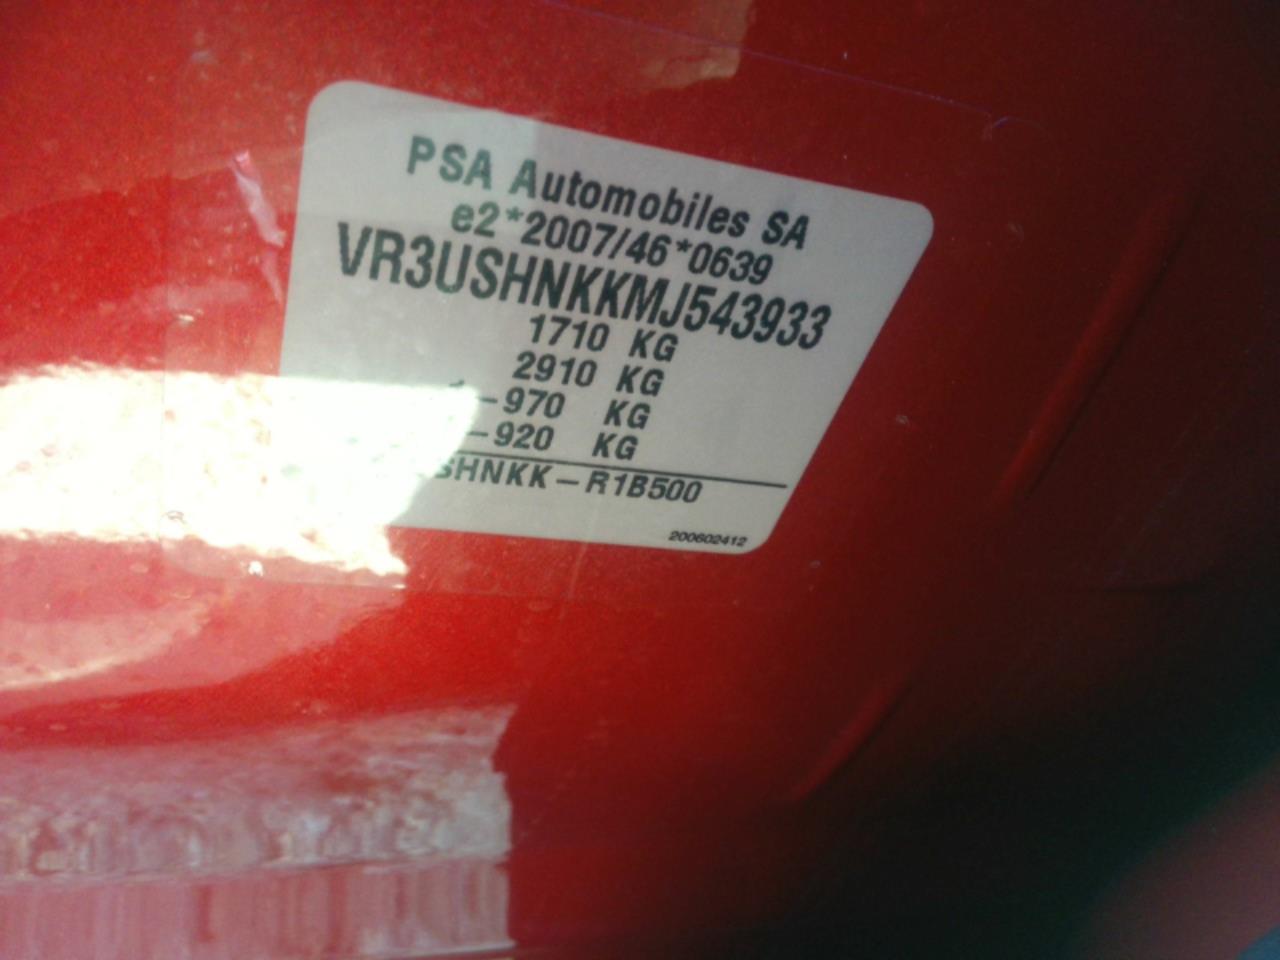 PSA Automobiles SA
e2*2007/46*0639
VR3USHNKKMJ543933
1710 KG
2910 KG
1-970 KG
-920 KG
SHNKK-R1B500
200602412